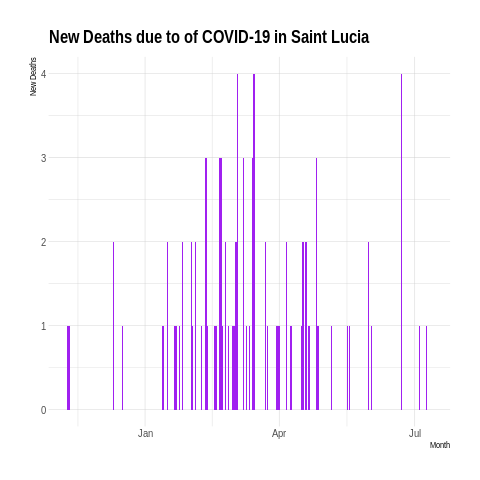 New Deaths due to of COVID-19 in Saint Lucia
New Deaths
4
3
2
1
0
Jan Apr Jul
Month